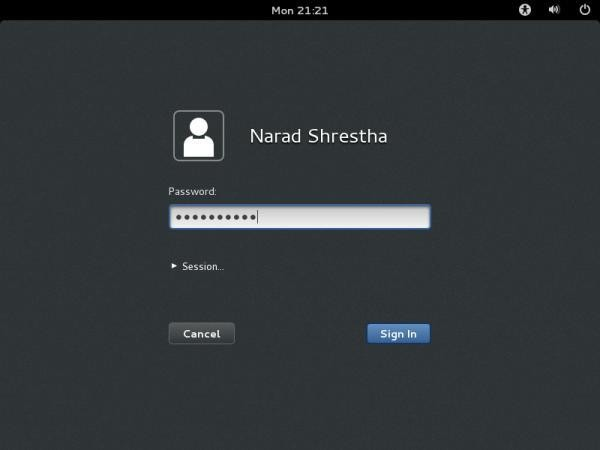 Mon 21:21
Narad Shrestha
Password:
●●●●●●●●●●
Session...
Cancel
Sign In